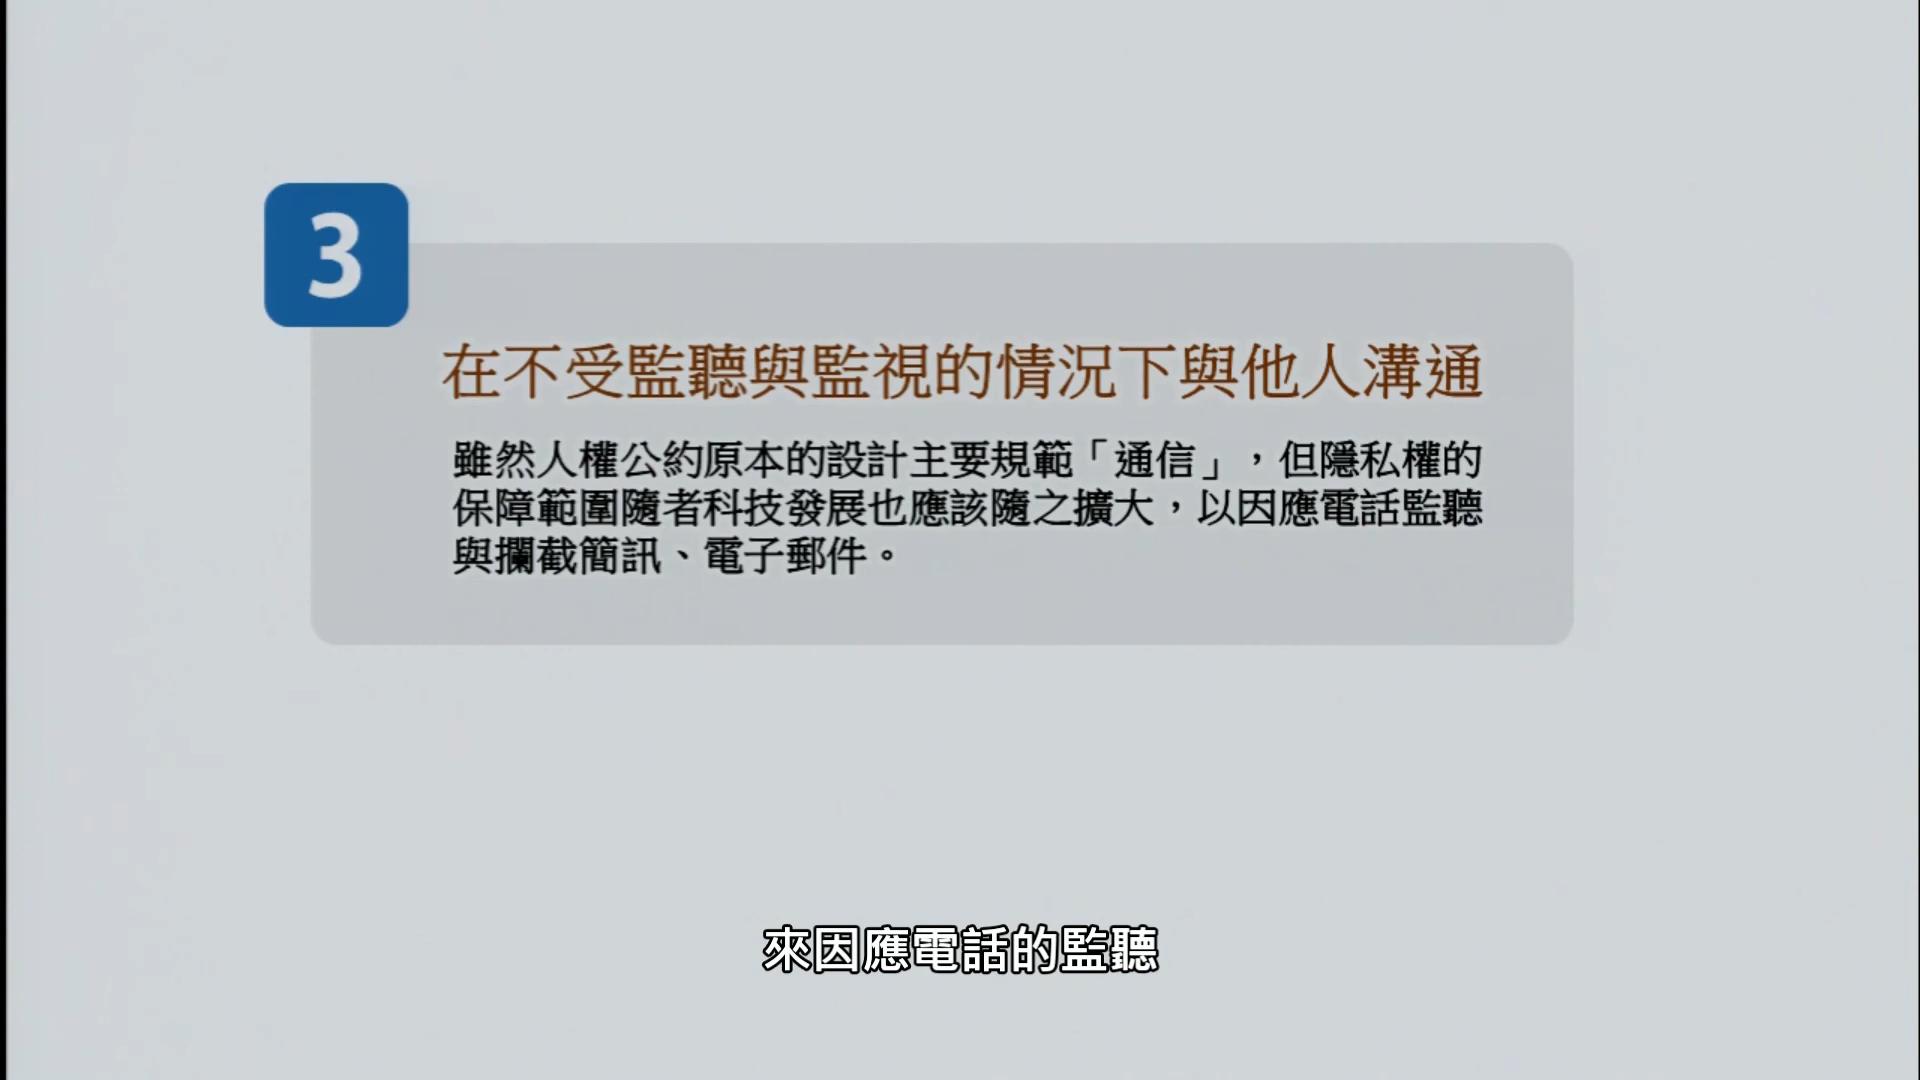 3
在不受監聽與監視的情況下與他人溝通
雖然人權公約原本的設計主要規範「通信」，但隱私權的
保障範圍隨者科技發展也應該隨之擴大，以因應電話監聽
與攔截簡訊、電子郵件。
來因應電話的監聽